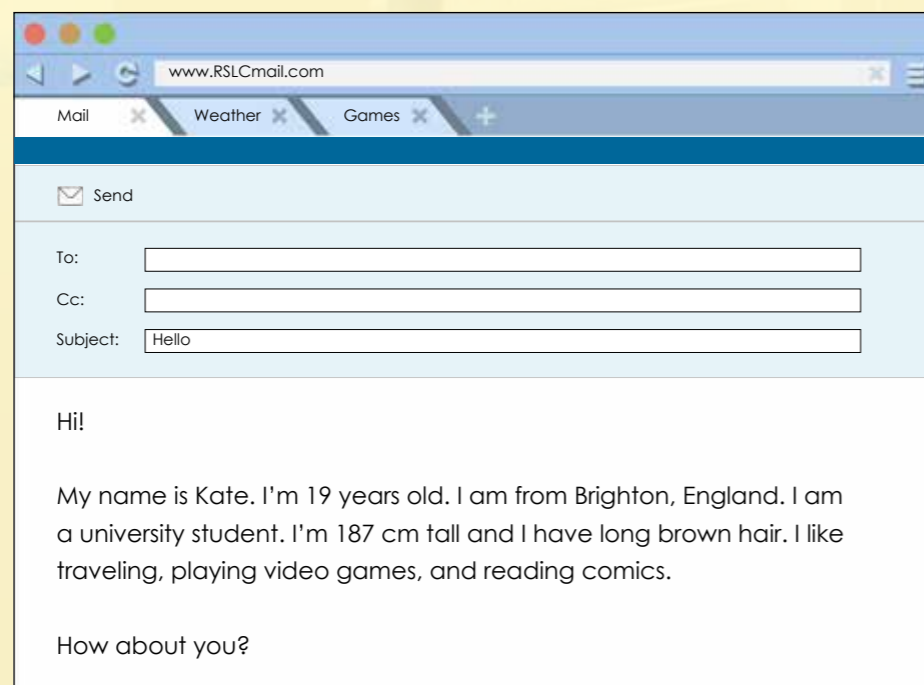 www.RSLCmail.com
Mail Weather Games
Send
To:
Cc:
Subject: Hello
Hi!
My name is Kate. I'm 19 years old. I am from Brighton, England. I am
a university student. I'm 187 cm tall and I have long brown hair. I like
traveling, playing video games, and reading comics.
How about you?